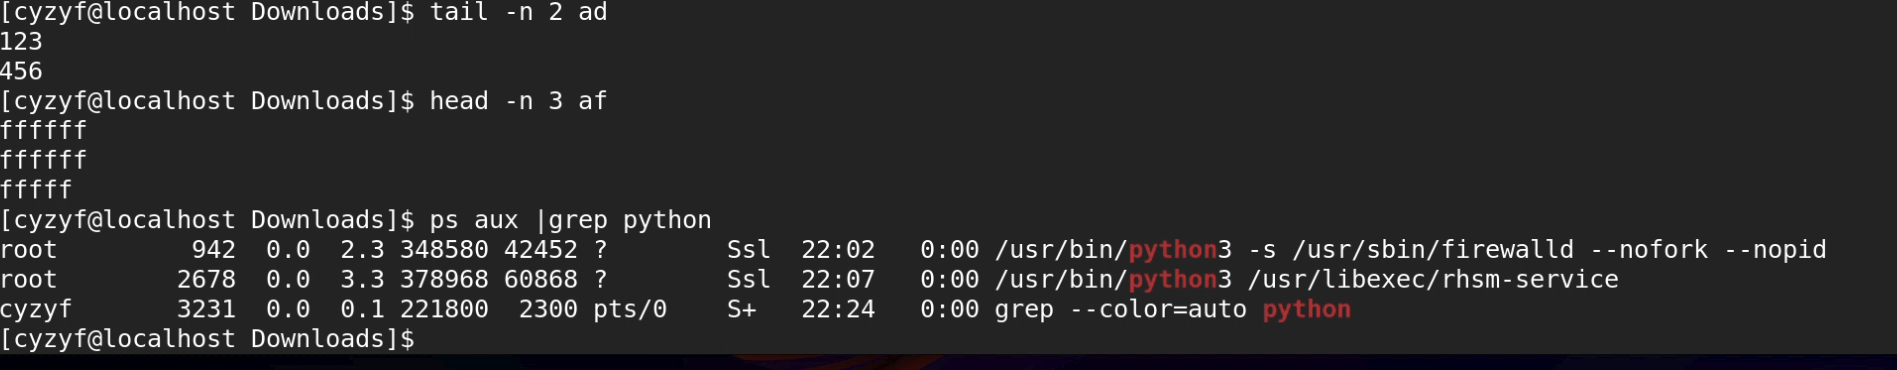 [cyzyf@localhost Downloads]$ tail -n 2 ad
123
456
[cyzyf@localhost Downloads]$ head -n 3 af
ffffff
ffffff
fffff
[cyzyf@localhost Downloads]$ ps aux |grep python
root         942  0.0  2.3 348580 42452 ?        Ssl  22:02   0:00 /usr/bin/python3 -s /usr/sbin/firewalld --nofork --nopid
root        2678  0.0  3.3 378968 60868 ?        Ssl  22:07   0:00 /usr/bin/python3 /usr/libexec/rhsm-service
cyzyf       3231  0.0  0.1 221800  2300 pts/0    S+   22:24   0:00 grep --color=auto python
[cyzyf@localhost Downloads]$